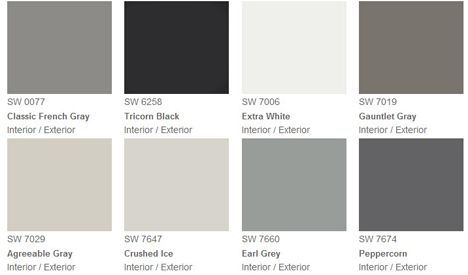 SW 0077
Classic French Gray
Interior / Exterior
SW 6258
Tricorn Black
Interior / Exterior
SW 7006
Extra White
Interior / Exterior
SW 7019
Gauntlet Gray
Interior / Exterior
SW 7029
Agreeable Gray
Interior / Exterior
SW 7647
Crushed Ice
Interior / Exterior
SW 7660
Earl Grey
Interior / Exterior
SW 7674
Peppercorn
Interior / Exterior